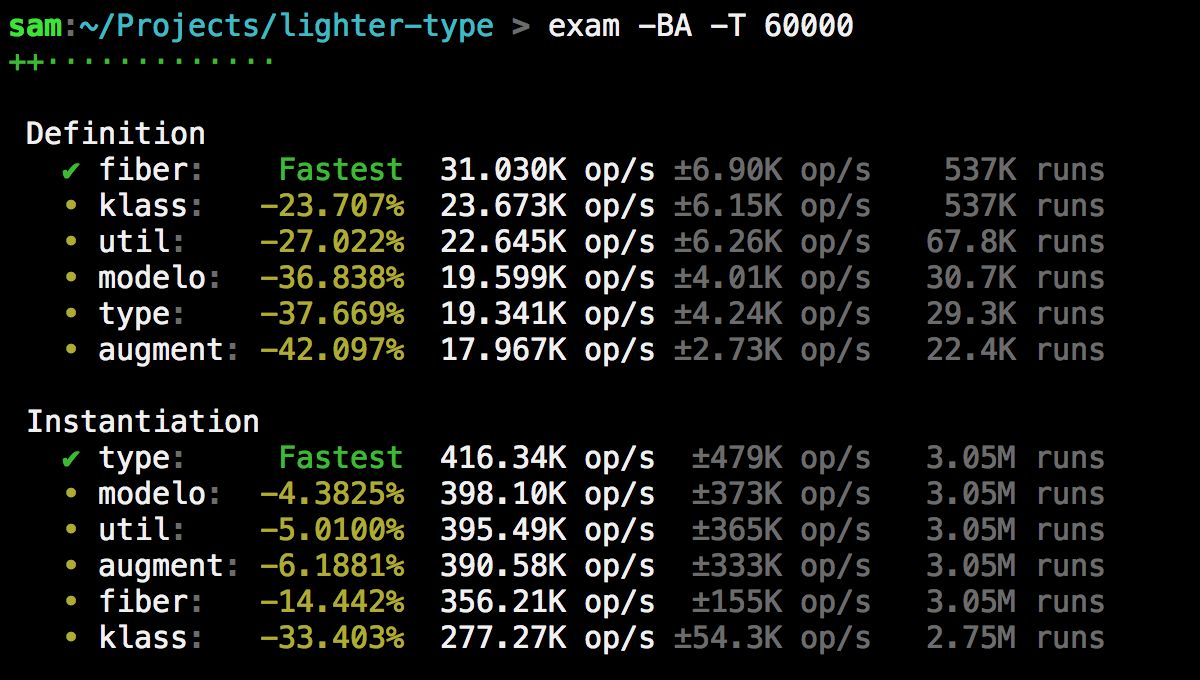 sam:~/Projects/lighter-type > exam -BA -T 60000
++·············
Definition
✔ fiber: Fastest 31.030K op/s ±6.90K op/s 537K runs
• klass: -23.707% 23.673K op/s ±6.15K op/s 537K runs
• util: -27.022% 22.645K op/s ±6.26K op/s 67.8K runs
• modelo: -36.838% 19.599K op/s ±4.01K op/s 30.7K runs
• type: -37.669% 19.341K op/s ±4.24K op/s 29.3K runs
• augment: -42.097% 17.967K op/s ±2.73K op/s 22.4K runs
Instantiation
✔ type: Fastest 416.34K op/s ±479K op/s 3.05M runs
• modelo: -4.3825% 398.10K op/s ±373K op/s 3.05M runs
• util: -5.0100% 395.49K op/s ±365K op/s 3.05M runs
• augment: -6.1881% 390.58K op/s ±333K op/s 3.05M runs
• fiber: -14.442% 356.21K op/s ±155K op/s 3.05M runs
• klass: -33.403% 277.27K op/s ±54.3K op/s 2.75M runs